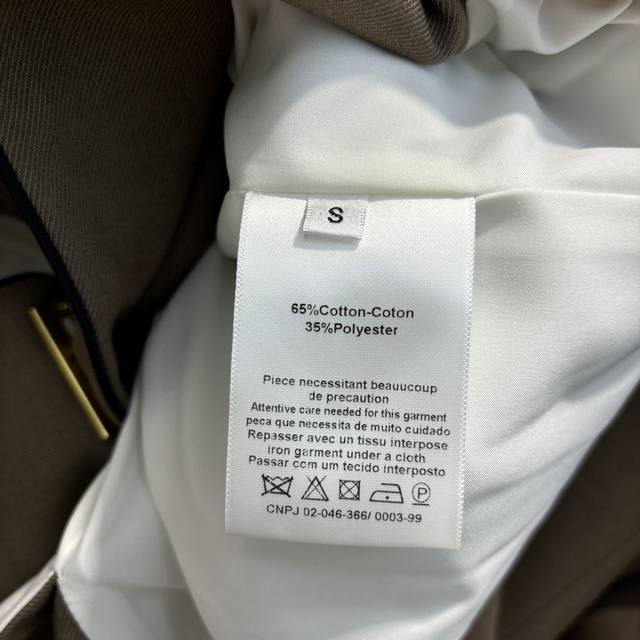 S
65%Cotton-Coton
35%Polyester
Piece necessitant beauucoup
de precaution
Attentive care needed for this garment
peca que necessita de muito cuidado
Repasser avec un tissu interpose
iron garment under a cloth
Passar ccm um tecido interposto
P
CNPJ 02-046-366/ 0003-99